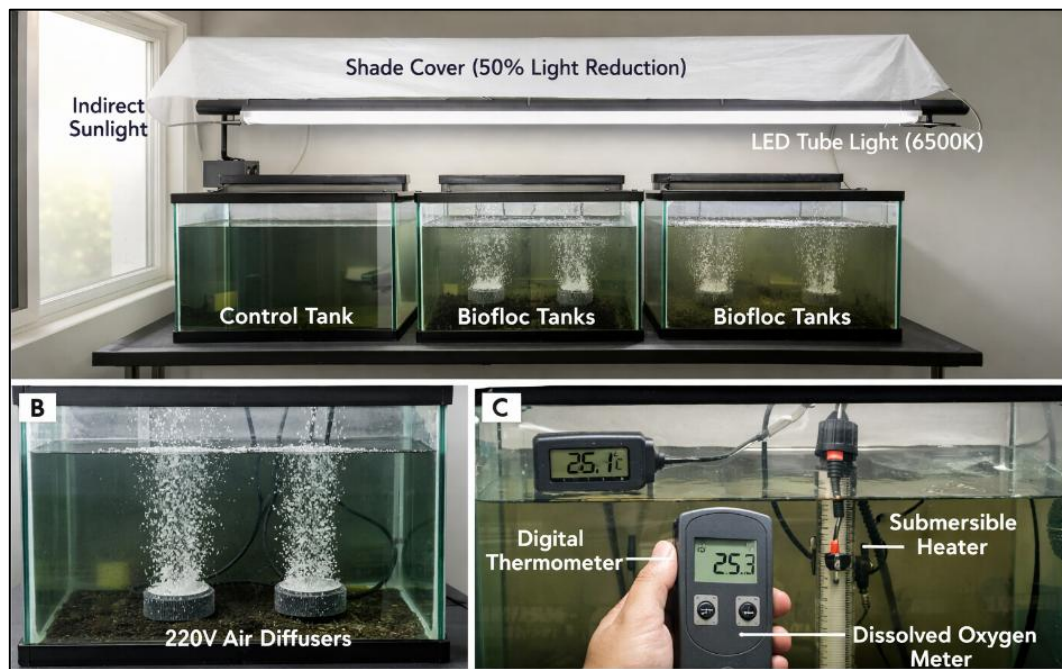 Shade Cover (50% Light Reduction)
Indirect
Sunlight
LED Tube Light (6500K)
Control Tank
Biofloc Tanks
Biofloc Tanks
B
220V Air Diffusers
C
25.1°C
Digital
Thermometer
25.3
Submersible
Heater
Dissolved Oxygen
Meter